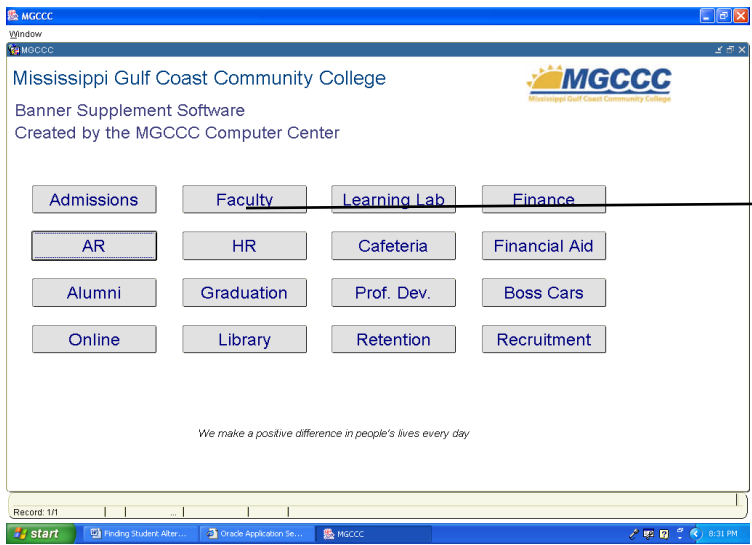 MGCCC
Window
MGCCC
Mississippi Gulf Coast Community College
MGCCC
Mississippi Gulf Coast Community College
Banner Supplement Software
Created by the MGCCC Computer Center
Admissions Faculty Learning Lab Finance
AR HR Cafeteria Financial Aid
Alumni Graduation Prof. Dev. Boss Cars
Online Library Retention Recruitment
We make a positive difference in people's lives every day
Record: 1/1 ...
start Finding Student Alter... Oracle Application Se... MGCCC 8:31 PM